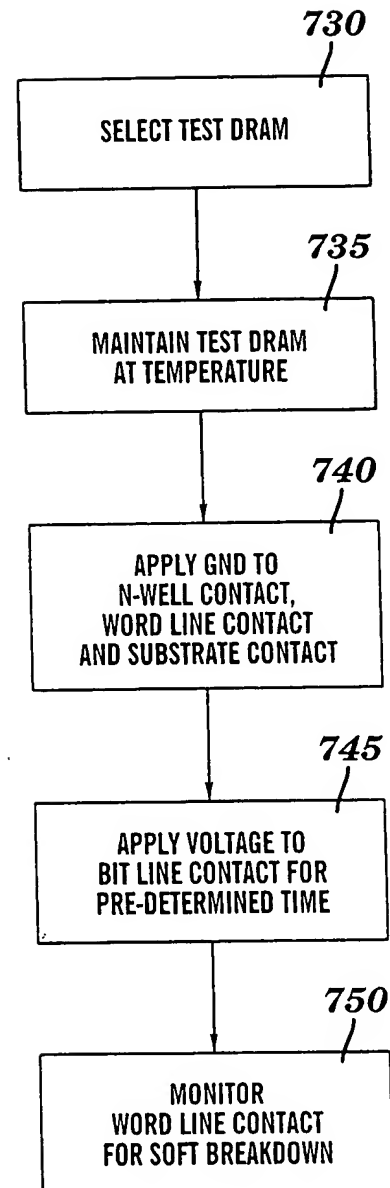 730
SELECT TEST DRAM
735
MAINTAIN TEST DRAM
AT TEMPERATURE
740
APPLY GND TO
N-WELL CONTACT,
WORD LINE CONTACT
AND SUBSTRATE CONTACT
745
APPLY VOLTAGE TO
BIT LINE CONTACT FOR
PRE-DETERMINED TIME
750
MONITOR
WORD LINE CONTACT
FOR SOFT BREAKDOWN